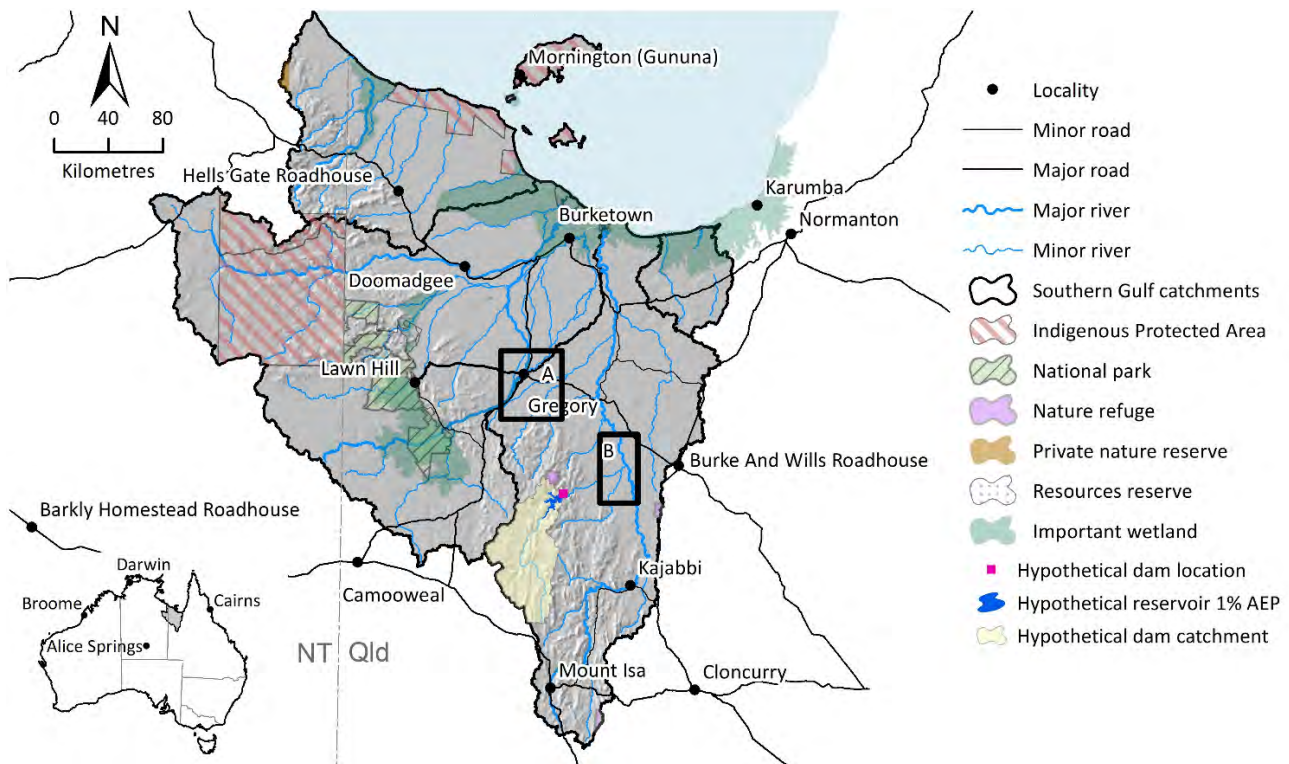 N
0 40 80
Kilometres
Mornington (Gununa)
Hells Gate Roadhouse
Karumba
Normanton
Burketown
Doomadgee
Lawn Hill
A
Gregory
B
Burke And Wills Roadhouse
Barkly Homestead Roadhouse
Camooweal
Kajabbi
NT Qld
Mount Isa
Cloncurry
Darwin
Broome
Cairns
Alice Springs
Locality
Minor road
Major road
Major river
Minor river
Southern Gulf catchments
Indigenous Protected Area
National park
Nature refuge
Private nature reserve
Resources reserve
Important wetland
Hypothetical dam location
Hypothetical reservoir 1% AEP
Hypothetical dam catchment